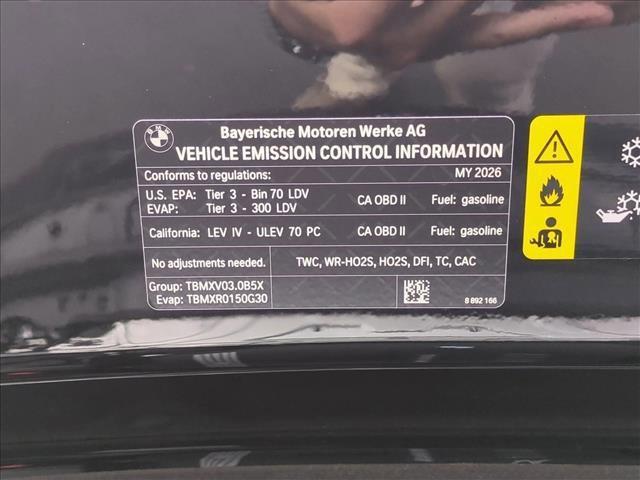 BMW
Bayerische Motoren Werke AG
VEHICLE EMISSION CONTROL INFORMATION
Conforms to regulations: MY 2026
U.S. EPA: Tier 3 - Bin 70 LDV CA OBD II Fuel: gasoline
EVAP: Tier 3 - 300 LDV
California: LEV IV - ULEV 70 PC CA OBD II Fuel: gasoline
No adjustments needed. TWC, WR-HO2S, HO2S, DFI, TC, CAC
Group: TBMXV03.0B5X
Evap: TBMXR0150G30
8 892 166